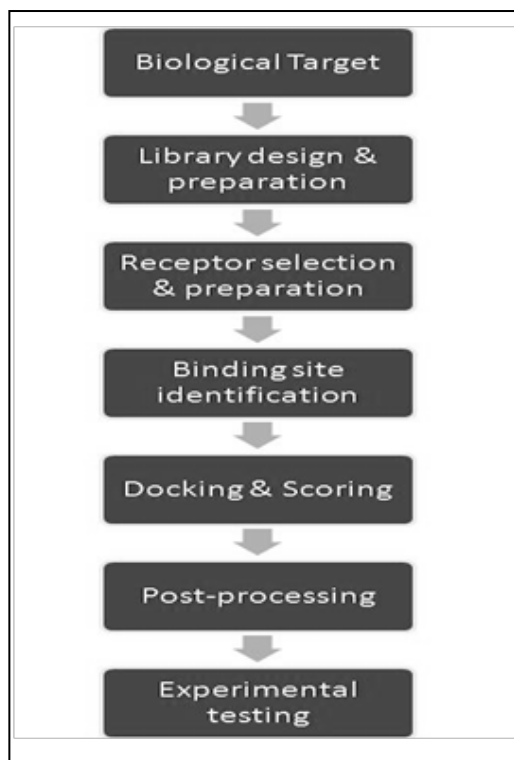 Biological Target
Library design &
preparation
Receptor selection
& preparation
Binding site
identification
Docking & Scoring
Post-processing
Experimental
testing